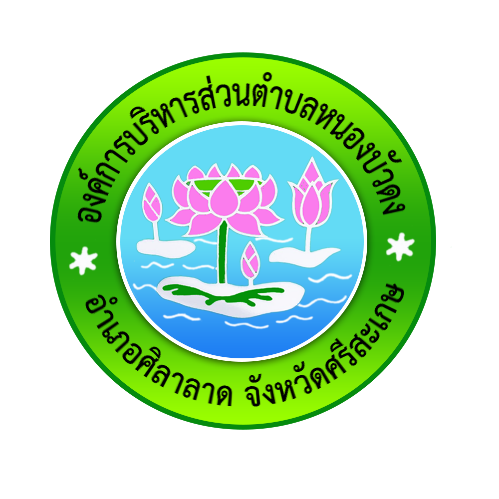 องค์การบริหารส่วนตำบลหนองบัวดง
อำเภอศิลาลาด จังหวัดศรีสะเกษ